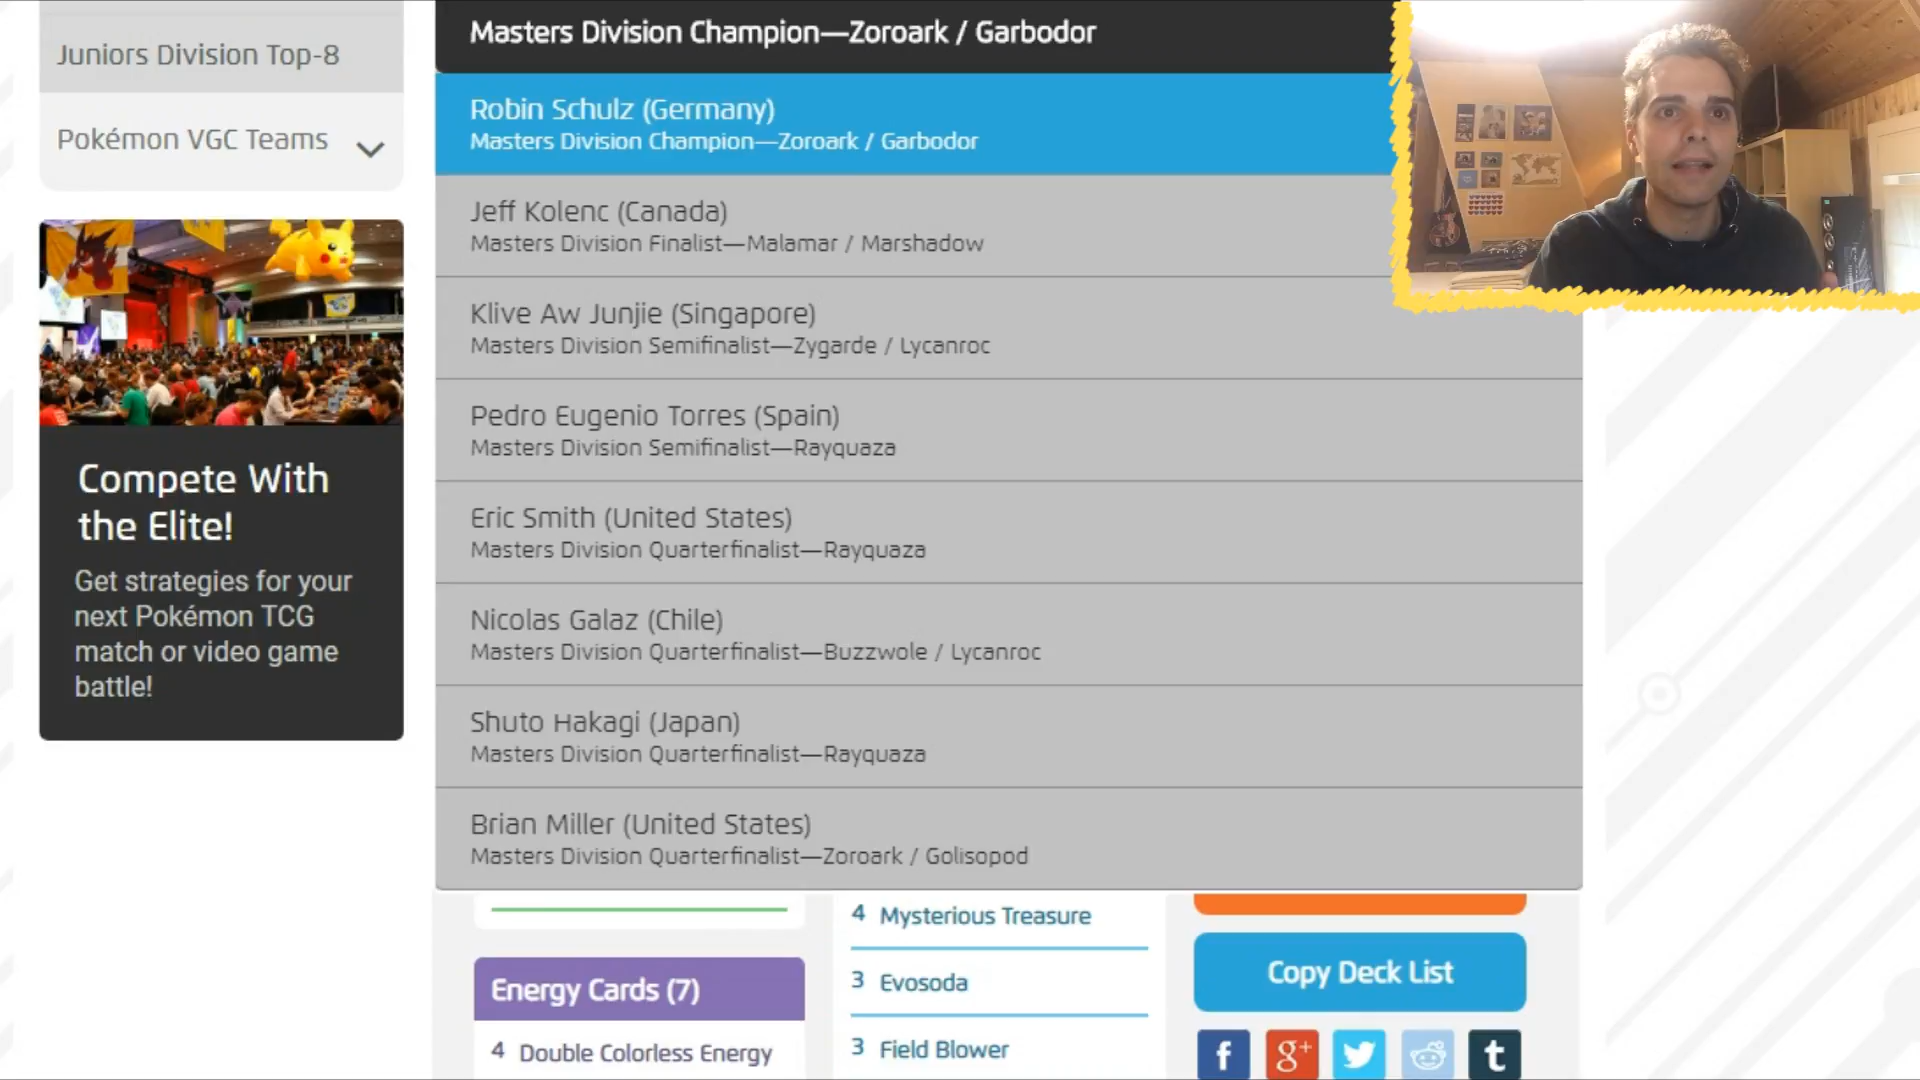 Juniors Division Top-8
Pokémon VGC Teams
Compete With
the Elite!
Get strategies for your
next Pokémon TCG
match or video game
battle!
Masters Division Champion—Zoroark / Garbodor
Robin Schulz (Germany)
Masters Division Champion—Zoroark / Garbodor
Jeff Kolenc (Canada)
Masters Division Finalist—Malamar / Marshadow
Klive Aw Junjie (Singapore)
Masters Division Semifinalist—Zygarde / Lycanroc
Pedro Eugenio Torres (Spain)
Masters Division Semifinalist—Rayquaza
Eric Smith (United States)
Masters Division Quarterfinalist—Rayquaza
Nicolas Galaz (Chile)
Masters Division Quarterfinalist—Buzzwole / Lycanroc
Shuto Hakagi (Japan)
Masters Division Quarterfinalist—Rayquaza
Brian Miller (United States)
Masters Division Quarterfinalist—Zoroark / Golisopod
Energy Cards (7)
4 Double Colorless Energy
4 Mysterious Treasure
3 Evosoda
3 Field Blower
Copy Deck List
f g+ t